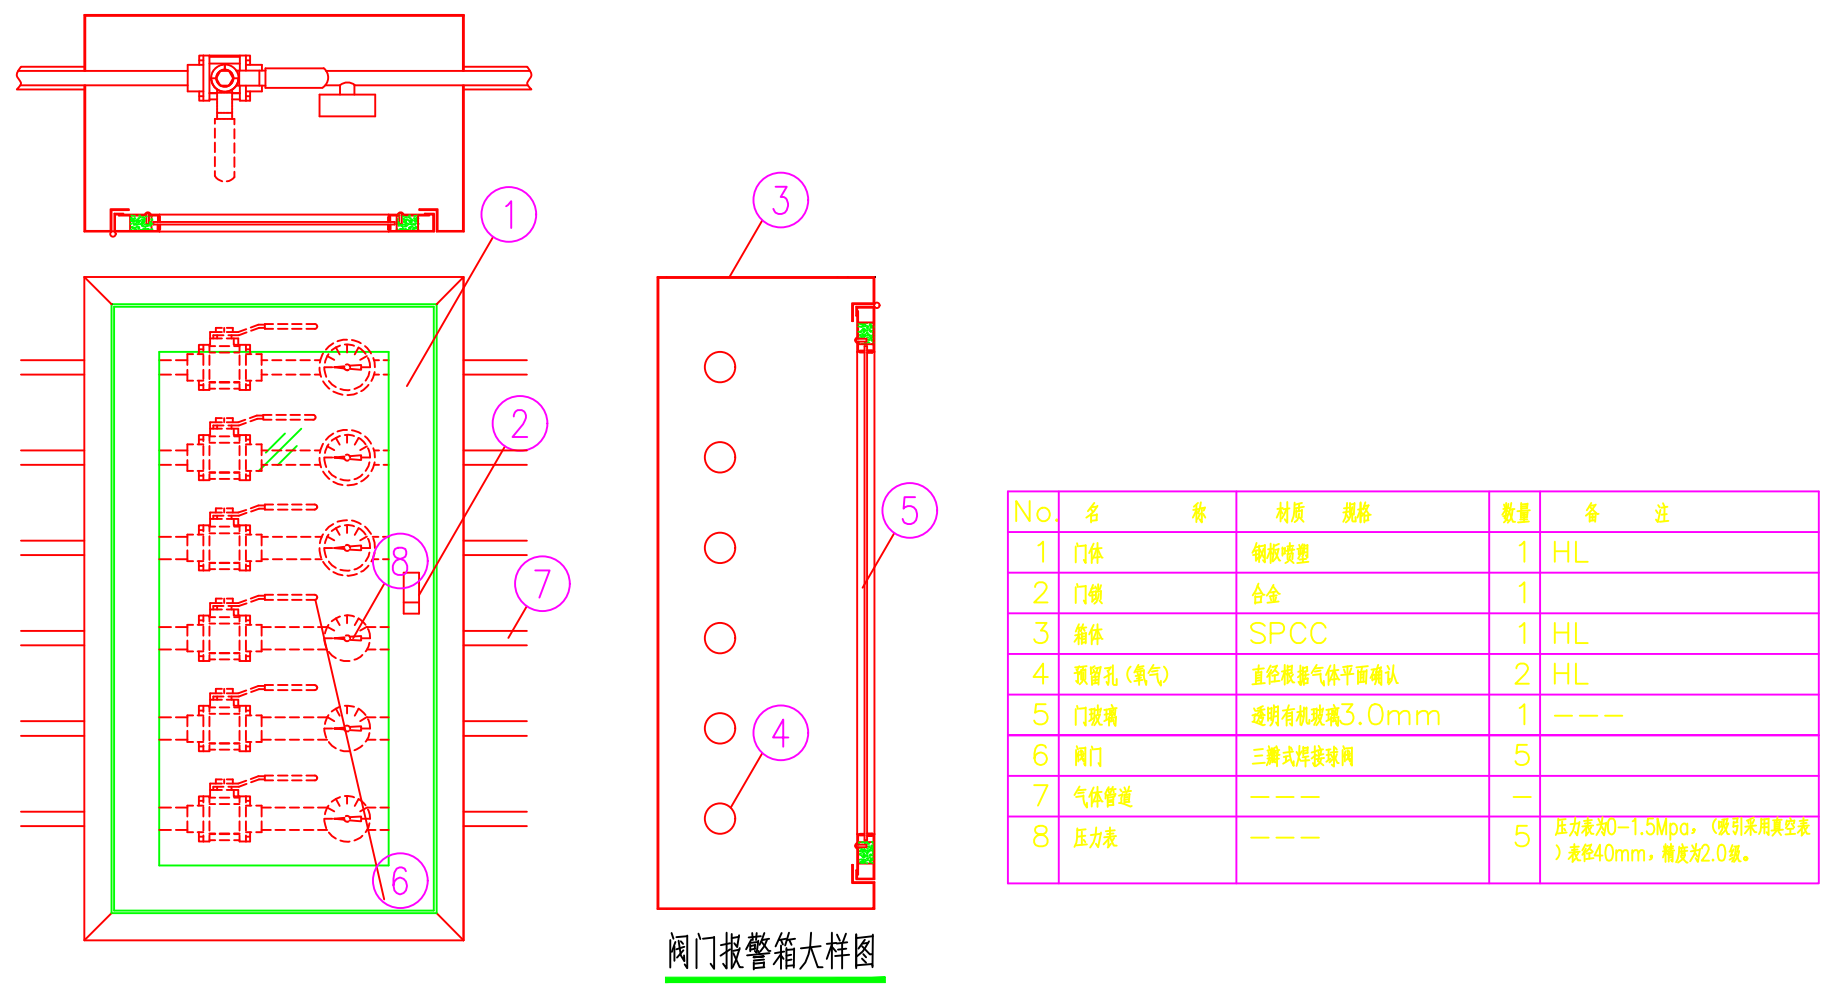 1
3
2
5
8
7
4
6
No. 名 称 材质 规格 数量 备 注
1 门体 钢板喷塑 1 HL
2 门锁 合金 1
3 箱体 SPCC 1 HL
4 预留孔（氧气） 直径根据气体平面确认 2 HL
5 门玻璃 透明有机玻璃3.0mm 1 ---
6 阀门 三瓣式焊接球阀 5
7 气体管道 --- -
8 压力表 --- 5 压力表为0-1.5Mpa，（吸引采用真空表
）表径40mm，精度为2.0级。
阀门报警箱大样图